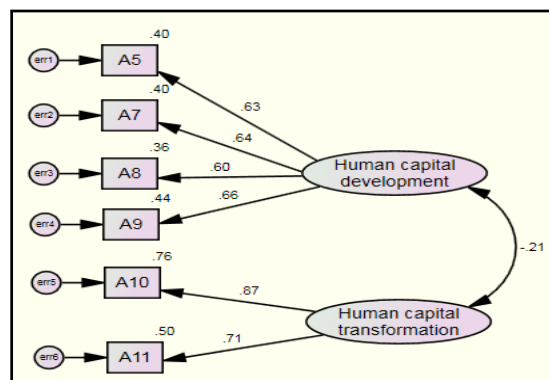 .40
err1
A5
.63
.40
err2
A7
.64
.36
err3
A8
.60
Human capital
development
.44
.66
err4
A9
-.21
.76
err5
A10
.87
Human capital
transformation
.50
.71
err6
A11